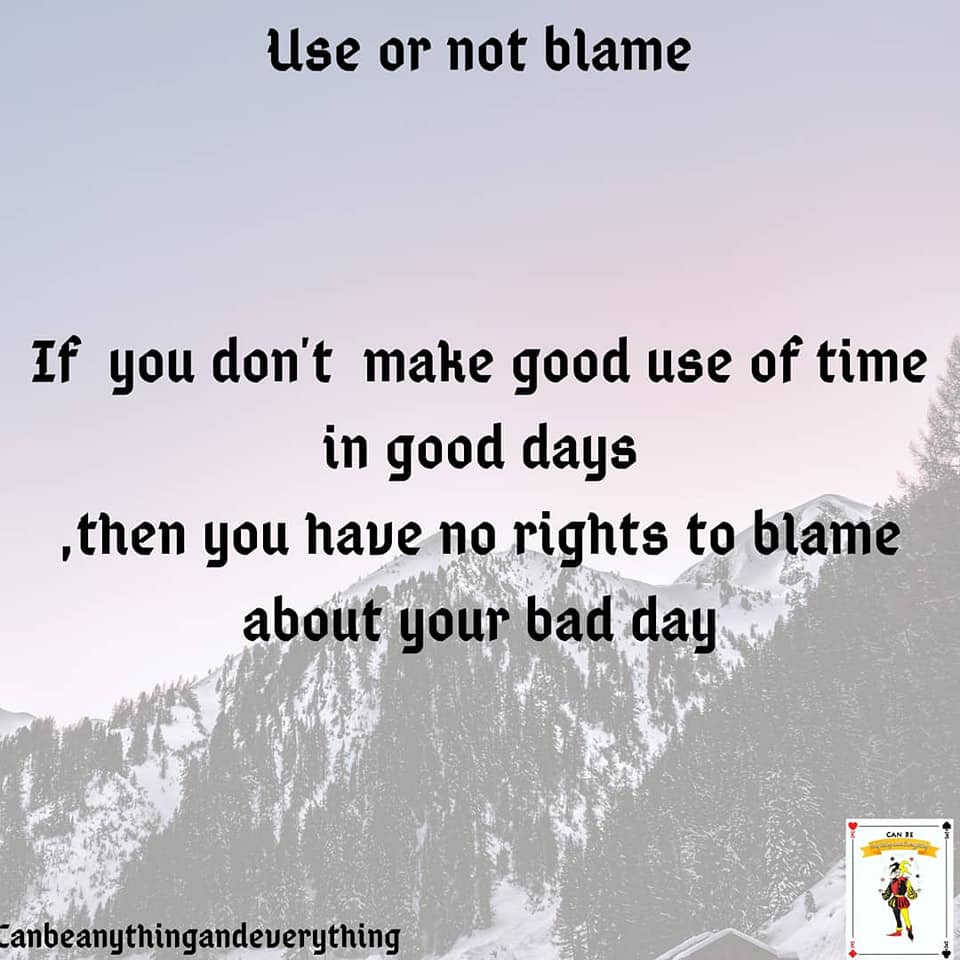 Use or not blame
If you don't make good use of time
in good days
,then you have no rights to blame
about your bad day
Canbeanythingandeverything
CAN BE